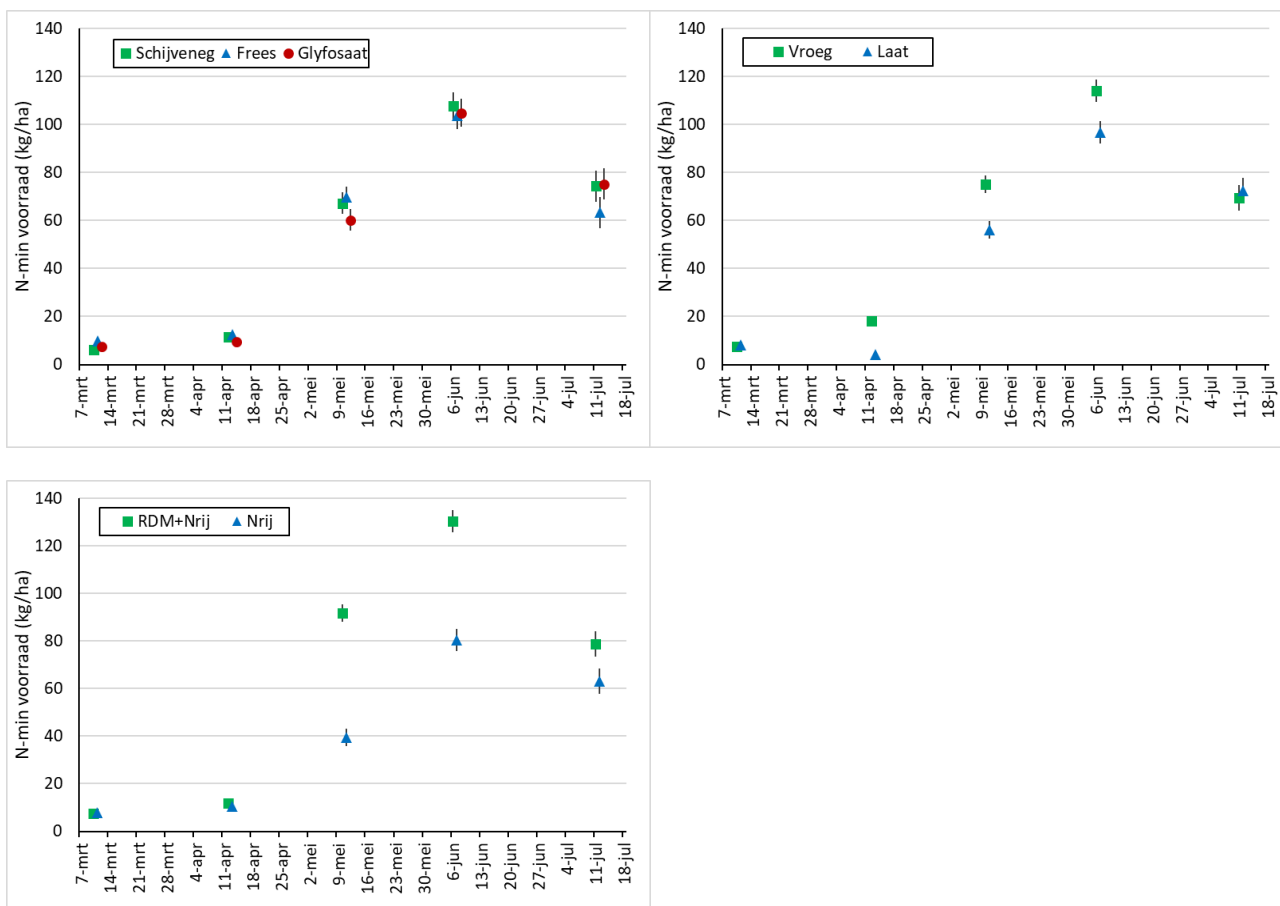 Schijveneg Frees Glyfosaat
N-min voorraad (kg/ha)
140
120
100
80
60
40
20
0
7-mrt
14-mrt
21-mrt
28-mrt
4-apr
11-apr
18-apr
25-apr
2-mei
9-mei
16-mei
23-mei
30-mei
6-jun
13-jun
20-jun
27-jun
4-jul
11-jul
18-jul
Vroeg Laat
N-min voorraad (kg/ha)
140
120
100
80
60
40
20
0
7-mrt
14-mrt
21-mrt
28-mrt
4-apr
11-apr
18-apr
25-apr
2-mei
9-mei
16-mei
23-mei
30-mei
6-jun
13-jun
20-jun
27-jun
4-jul
11-jul
18-jul
RDM+Nrij Nrij
N-min voorraad (kg/ha)
140
120
100
80
60
40
20
0
7-mrt
14-mrt
21-mrt
28-mrt
4-apr
11-apr
18-apr
25-apr
2-mei
9-mei
16-mei
23-mei
30-mei
6-jun
13-jun
20-jun
27-jun
4-jul
11-jul
18-jul